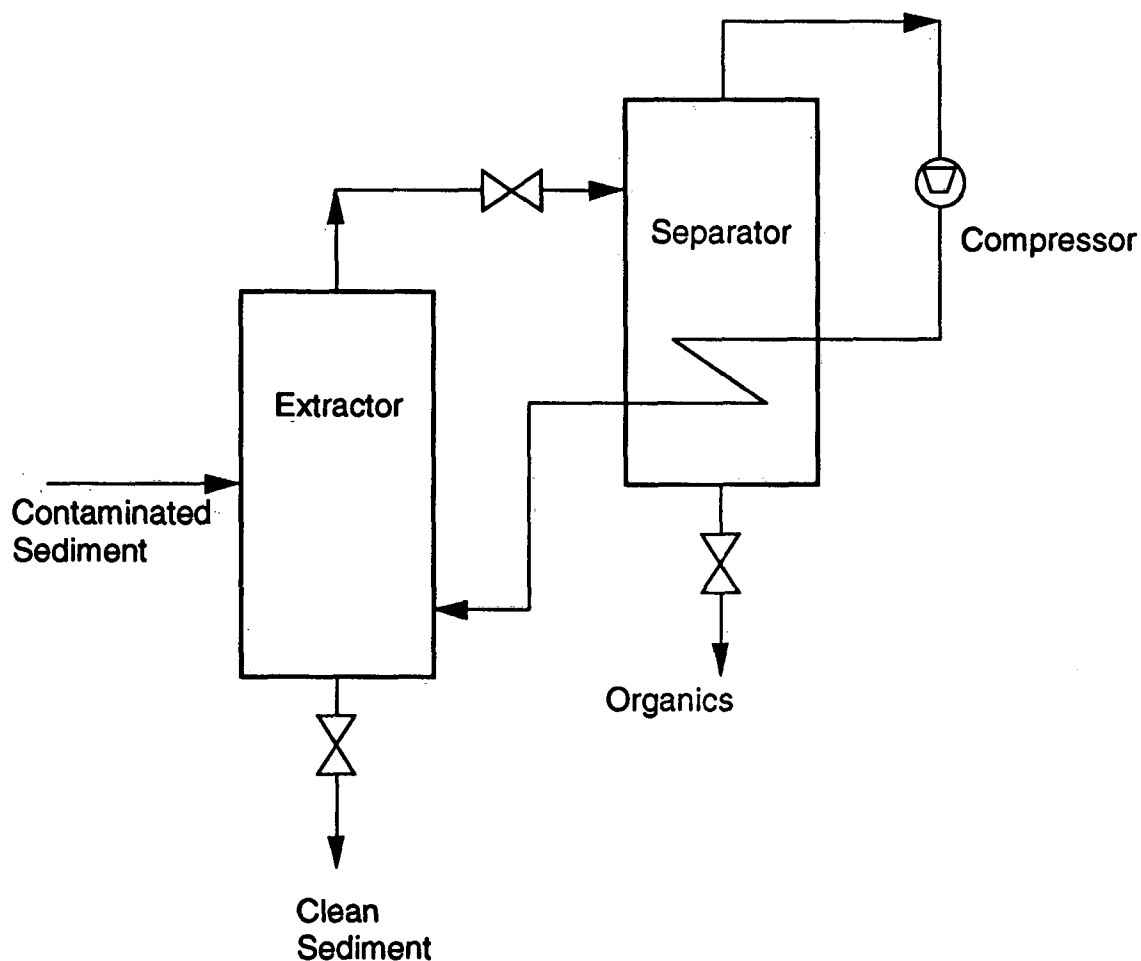 Separator
Compressor
Extractor
Contaminated
Sediment
Organics
Clean
Sediment